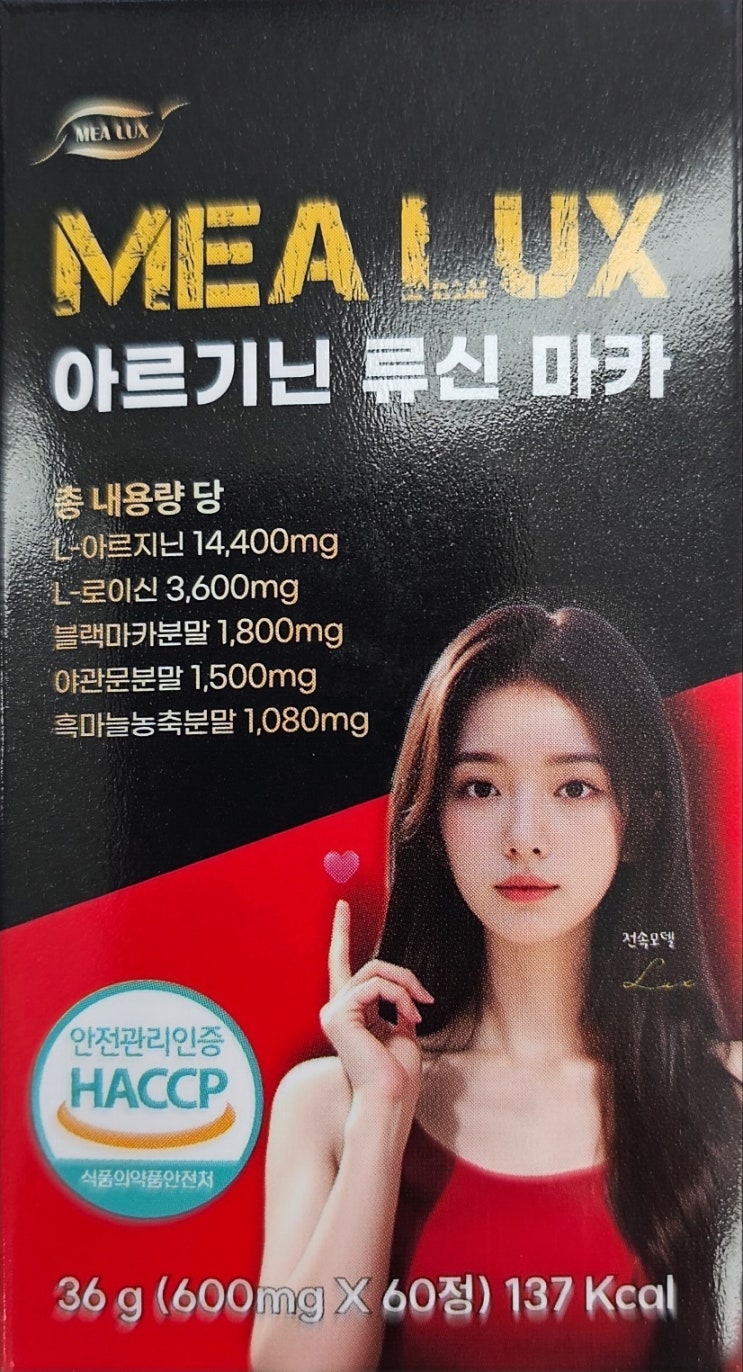 MEA LUX
MEA LUX
아르기닌 류신 마카
총 내용량 당
L-아르지닌 14,400mg
L-로이신 3,600mg
블랙마카분말 1,800mg
야관문분말 1,500mg
흑마늘농축분말 1,080mg
전속모델
Lux
안전관리인증
HACCP
식품의약품안전처
36 g (600mg X 60정) 137 Kcal